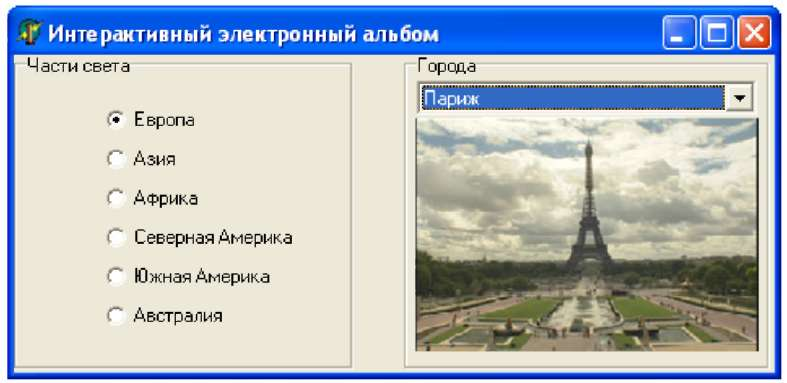 Интерактивный электронный альбом
Части света
Европа
Азия
Африка
Северная Америка
Южная Америка
Австралия
Города
Париж